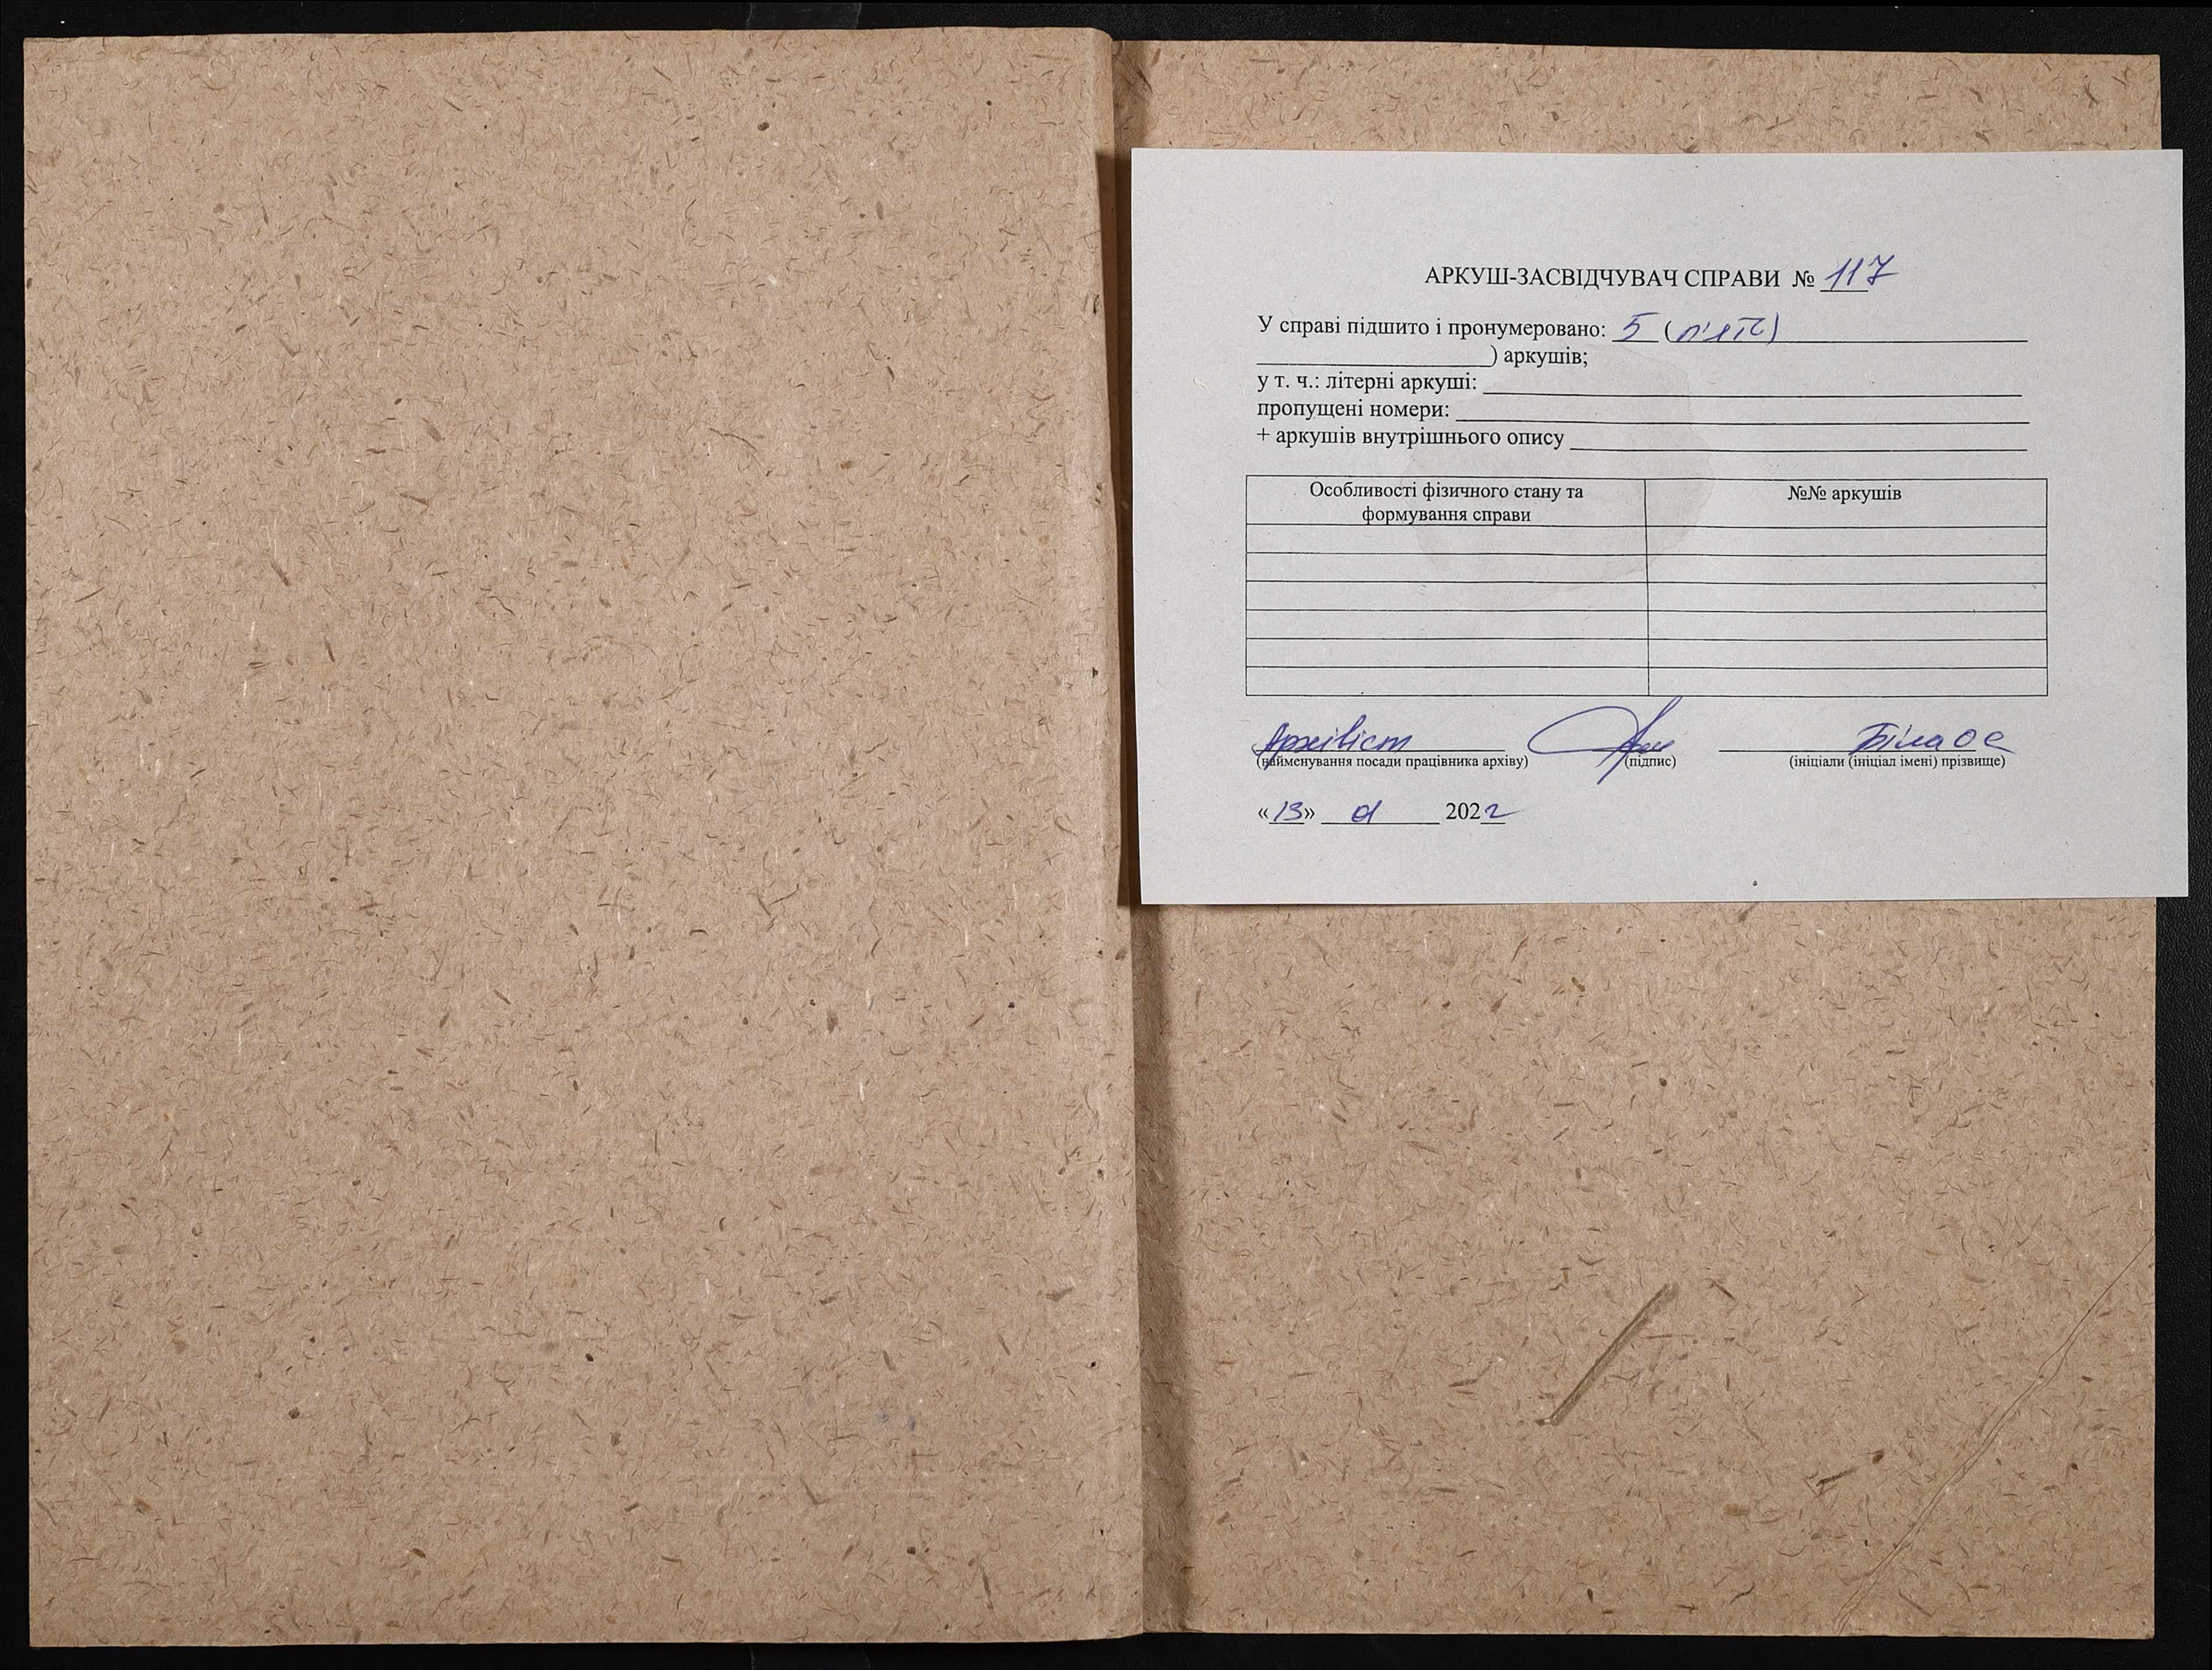 АРКУШ-ЗАСВІДЧУВАЧ СПРАВИ № 117
У справі підшито і пронумеровано: 5 (п'ять)
) аркушів;
у т. ч.: літерні аркуші:
пропущені номери:
+ аркушів внутрішнього опису
Особливості фізичного стану та формування справи №№ аркушів
Архівіст Біла О С
(найменування посади працівника архіву) (підпис) (ініціали (ініціал імені) прізвище)
«13» 2022